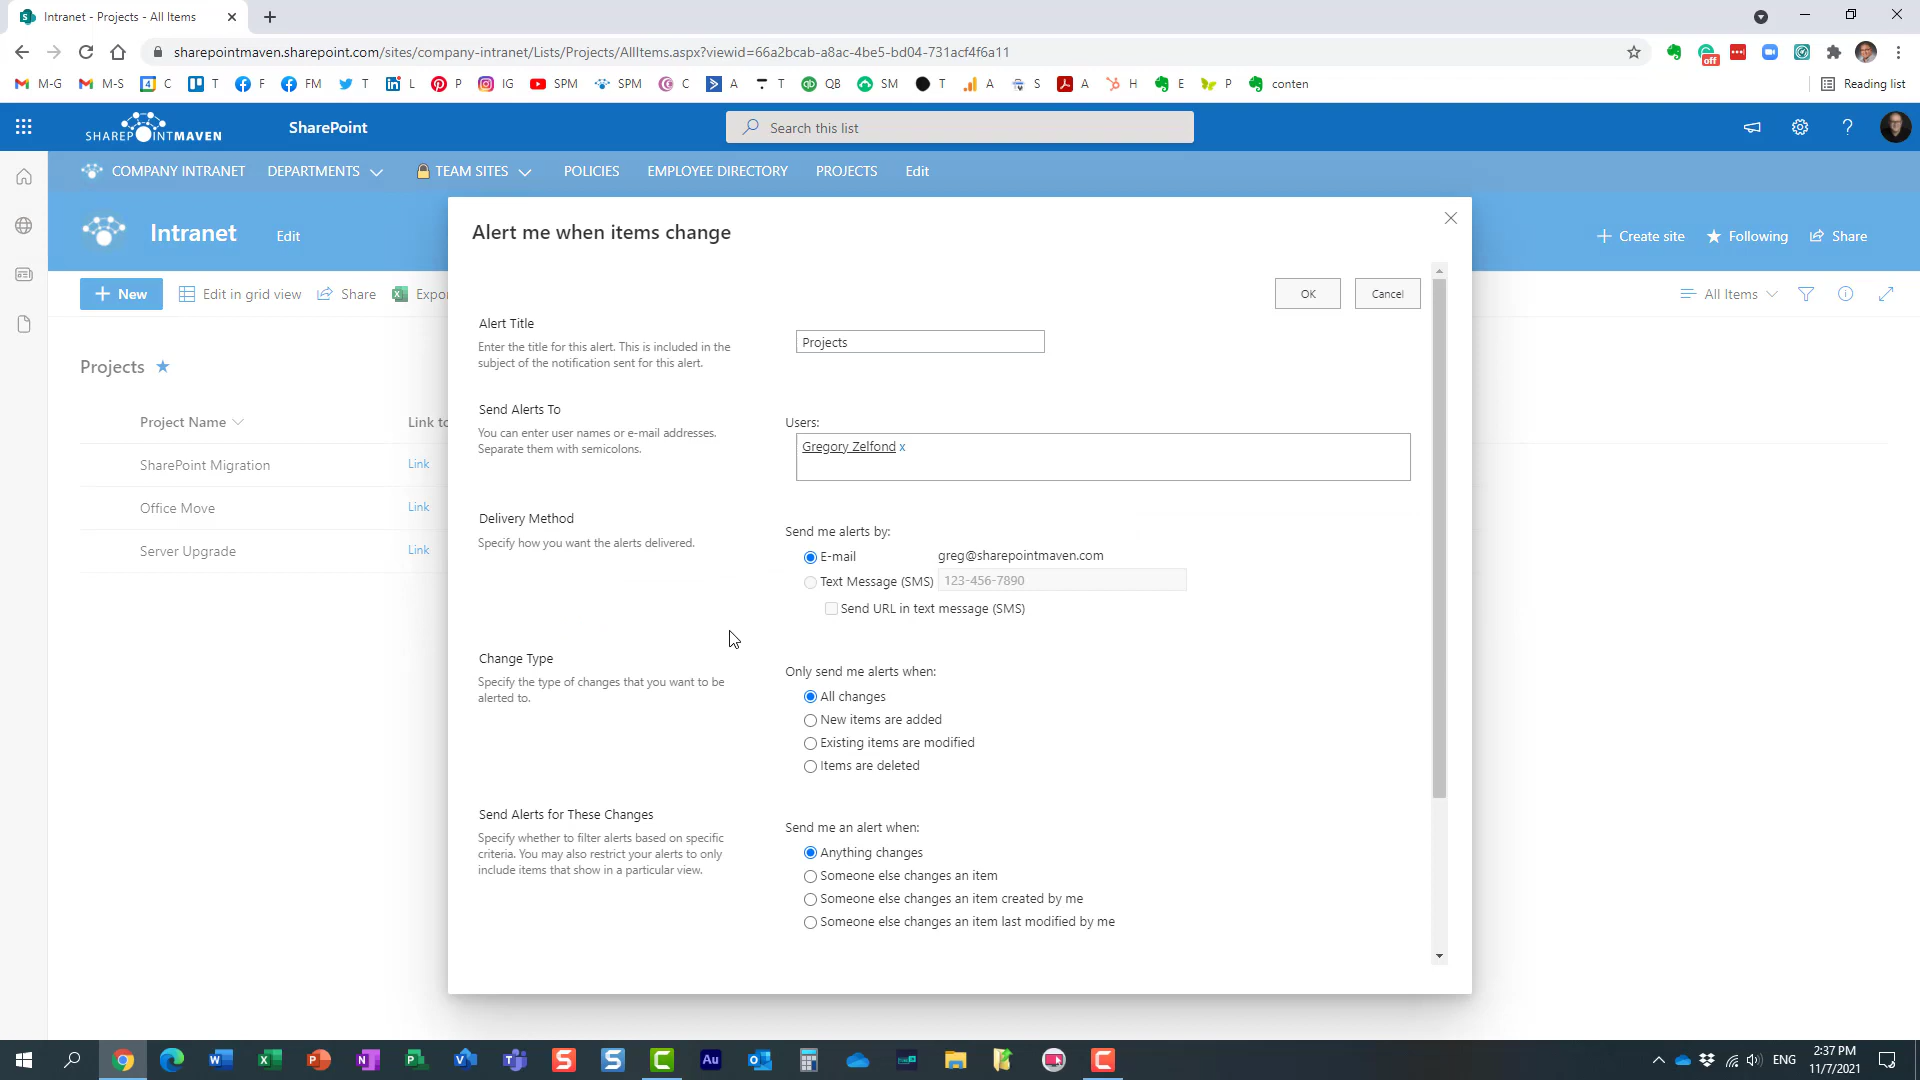 Intranet - Projects - All Items
sharepointmaven.sharepoint.com/sites/company-intranet/Lists/Projects/AllItems.aspx?viewid=66a2bcab-a8ac-4be5-bd04-731acf4f6a11
off
M-G M-S C T F FM T L P IG SPM SPM C A T QB SM T A S A H E P conten Reading list
SHAREPOINTMAVEN SharePoint Search this list
COMPANY INTRANET DEPARTMENTS TEAM SITES POLICIES EMPLOYEE DIRECTORY PROJECTS Edit
Intranet Edit
Create site Following Share
New Edit in grid view Share Expor
All Items
Projects
Project Name Link to
SharePoint Migration Link
Office Move Link
Server Upgrade Link
Alert me when items change
OK Cancel
Alert Title
Enter the title for this alert. This is included in the
subject of the notification sent for this alert.
Projects
Send Alerts To
You can enter user names or e-mail addresses.
Separate them with semicolons.
Users:
Gregory Zelfond x
Delivery Method
Specify how you want the alerts delivered.
Send me alerts by:
E-mail greg@sharepointmaven.com
Text Message (SMS) 123-456-7890
Send URL in text message (SMS)
Change Type
Specify the type of changes that you want to be
alerted to.
Only send me alerts when:
All changes
New items are added
Existing items are modified
Items are deleted
Send Alerts for These Changes
Specify whether to filter alerts based on specific
criteria. You may also restrict your alerts to only
include items that show in a particular view.
Send me an alert when:
Anything changes
Someone else changes an item
Someone else changes an item created by me
Someone else changes an item last modified by me
ENG
2:37 PM
11/7/2021